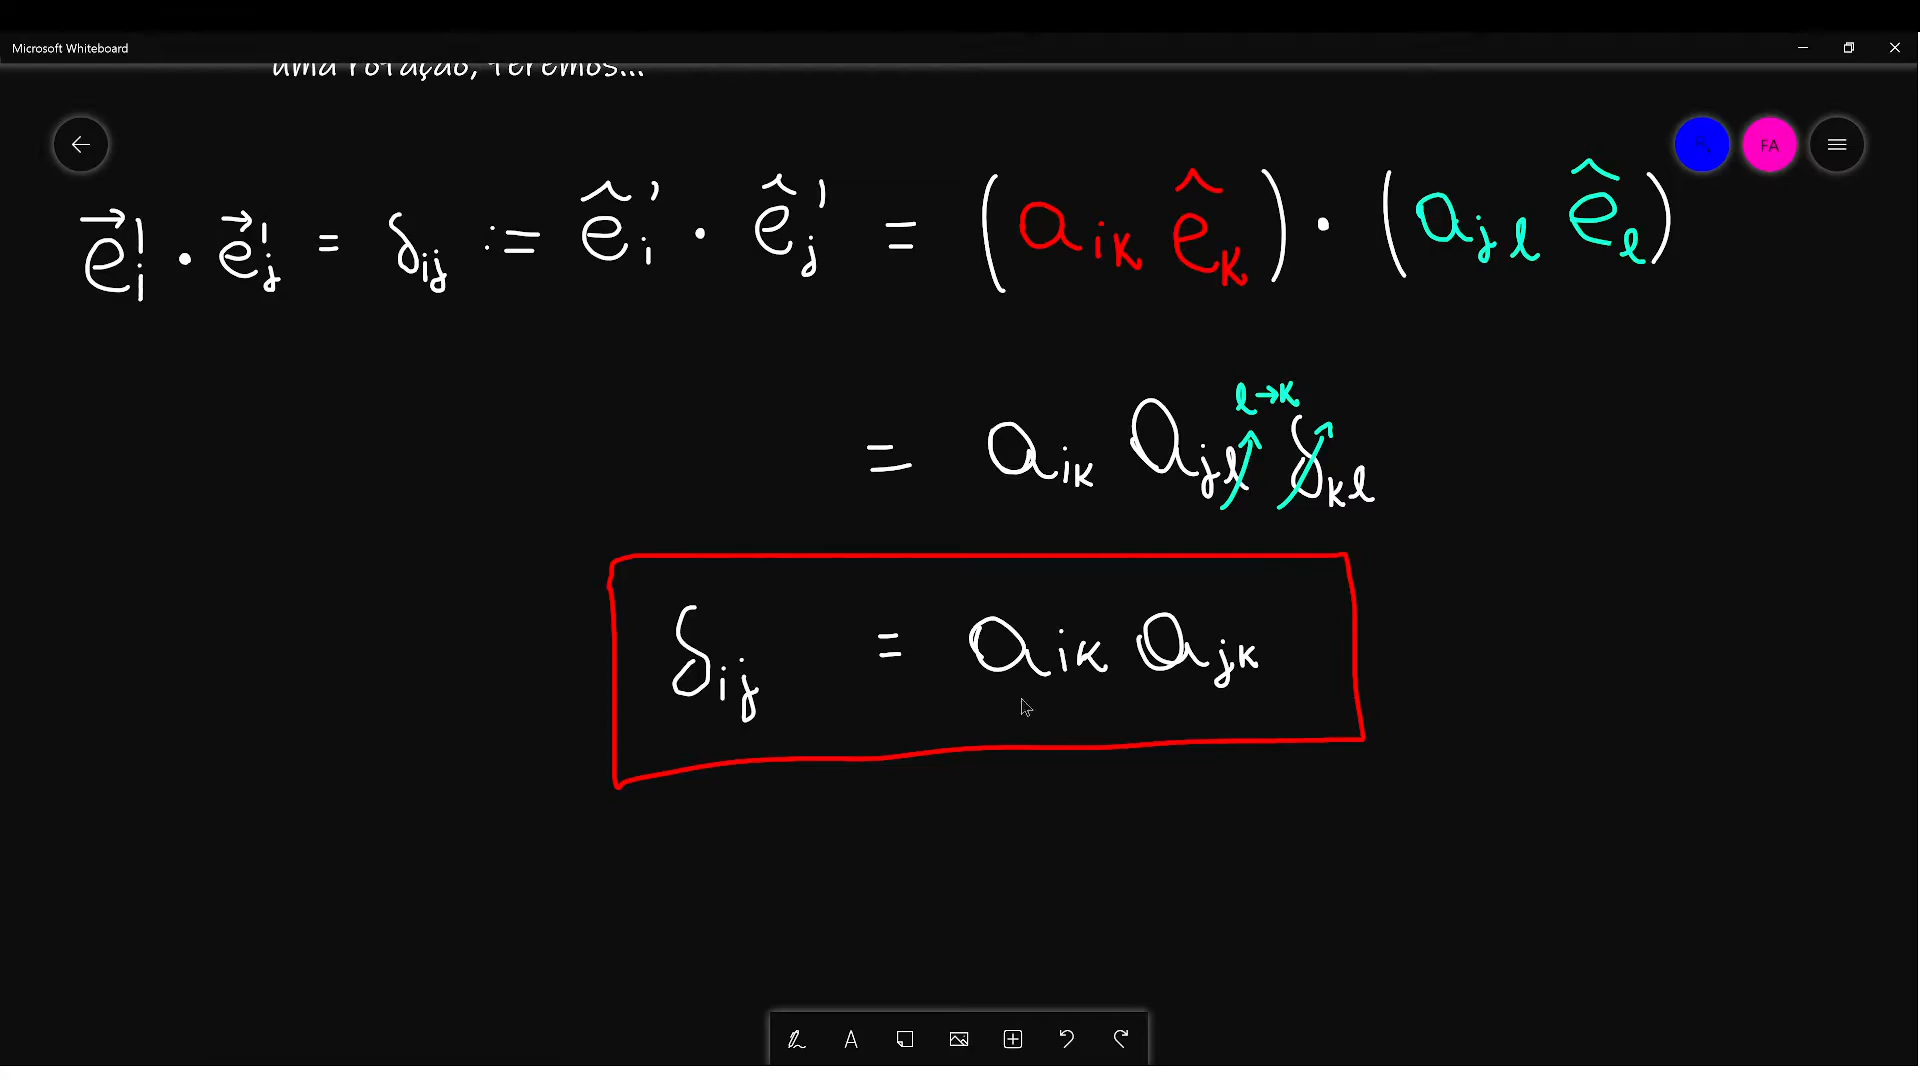 Microsoft Whiteboard
uma rotação, teremos...
FA
e⃗'ᵢ · e⃗'ⱼ = δᵢⱼ := ê'ᵢ · ê'ⱼ = (aᵢₖ êₖ) · (aⱼₗ êₗ)
l → k
= aᵢₖ aⱼₗ δₖₗ
δᵢⱼ = aᵢₖ aⱼₖ
A